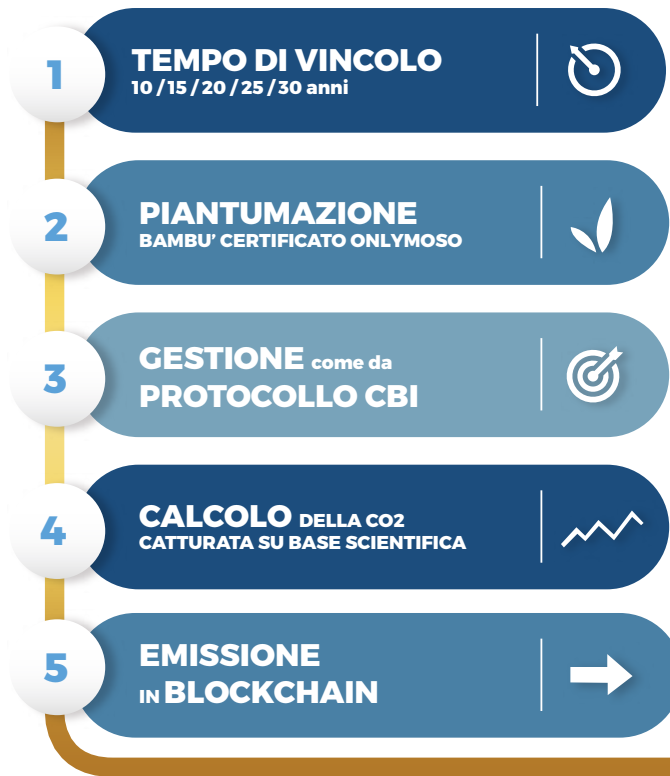 1
TEMPO DI VINCOLO
10 / 15 / 20 / 25 / 30 anni
2
PIANTUMAZIONE
BAMBU' CERTIFICATO ONLYMOSO
3
GESTIONE come da
PROTOCOLLO CBI
4
CALCOLO DELLA CO2
CATTURATA SU BASE SCIENTIFICA
5
EMISSIONE
IN BLOCKCHAIN